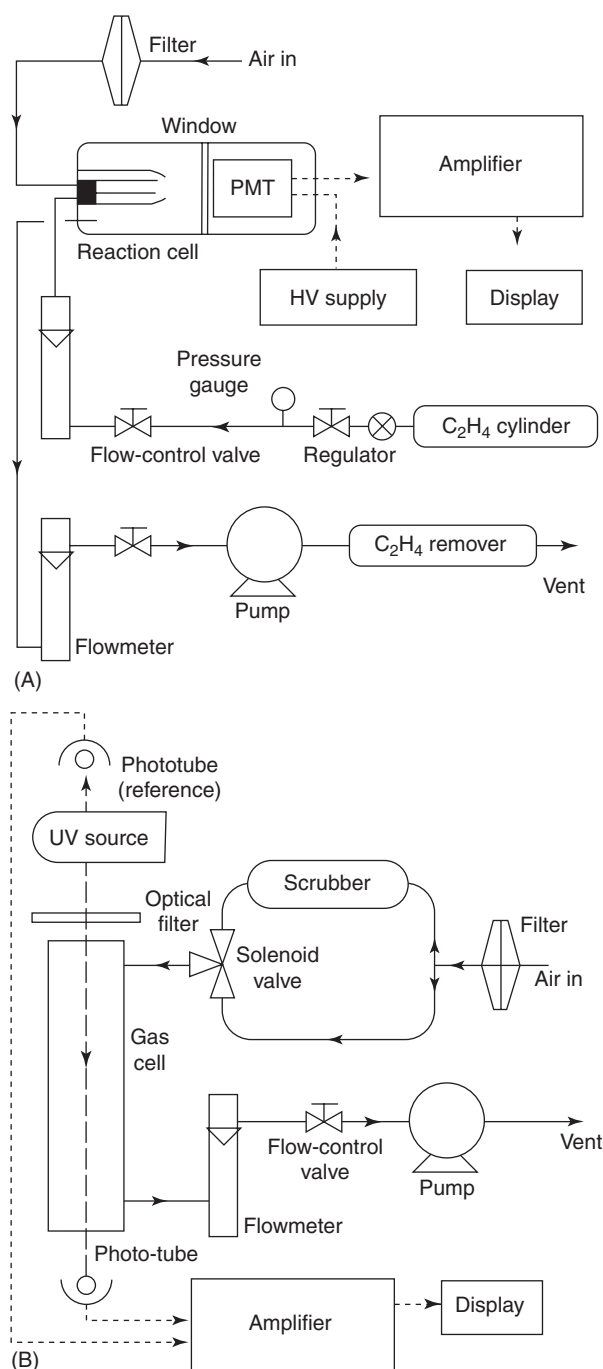 Filter
Air in
Window
Amplifier
PMT
Reaction cell
HV supply
Display
Pressure
gauge
C₂H₄ cylinder
Flow-control valve
Regulator
C₂H₄ remover
Vent
Pump
Flowmeter
(A)
Phototube
(reference)
UV source
Scrubber
Optical
filter
Filter
Solenoid
valve
Air in
Gas
cell
Flow-control
valve
Vent
Pump
Flowmeter
Photo-tube
Amplifier
Display
(B)